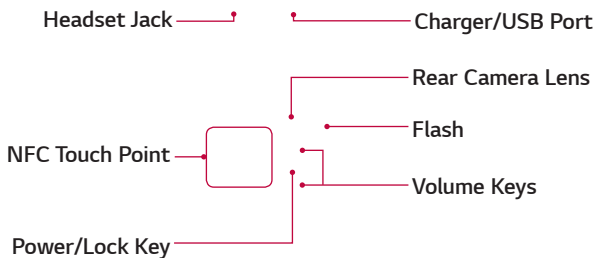 Headset Jack
Charger/USB Port
Rear Camera Lens
Flash
NFC Touch Point
Volume Keys
Power/Lock Key